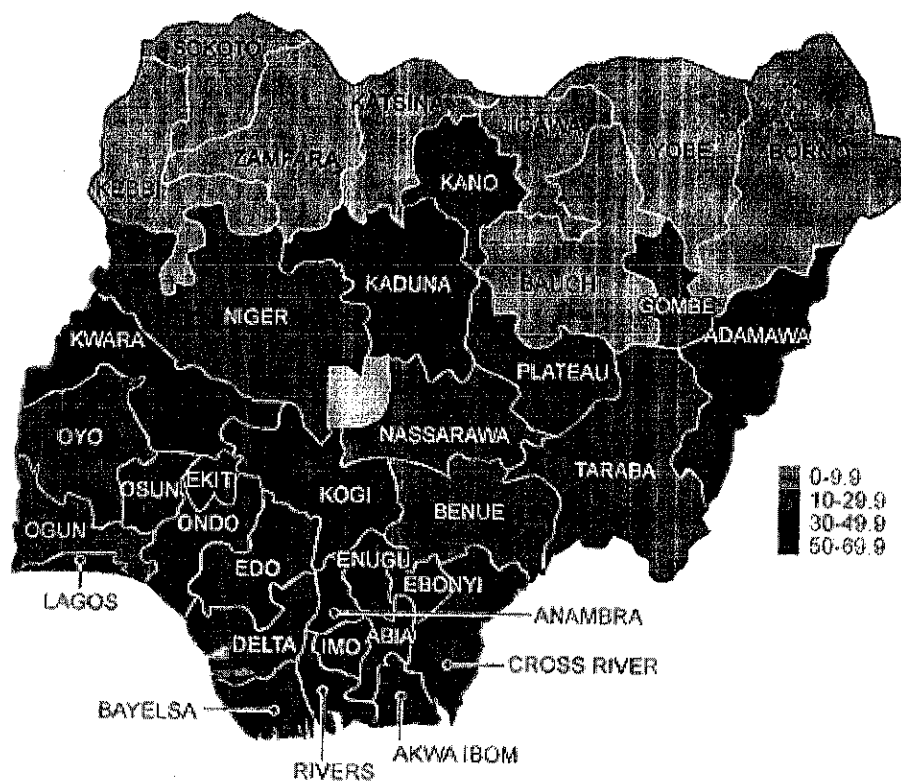 SOKOTO
KATSINA
JIGAWA
YOBE
BORNO
ZAMFARA
KEBBI
KANO
BAUCHI
KADUNA
GOMBE
NIGER
ADAMAWA
KWARA
PLATEAU
NASSARAWA
OYO
TARABA
OSUN
EKIT
KOGI
BENUE
0-9.9
10-29.9
30-49.9
50-69.9
OGUN
ONDO
EDO
ENUGU
EBONYI
LAGOS
ANAMBRA
DELTA
IMO
ABIA
CROSS RIVER
BAYELSA
AKWA IBOM
RIVERS